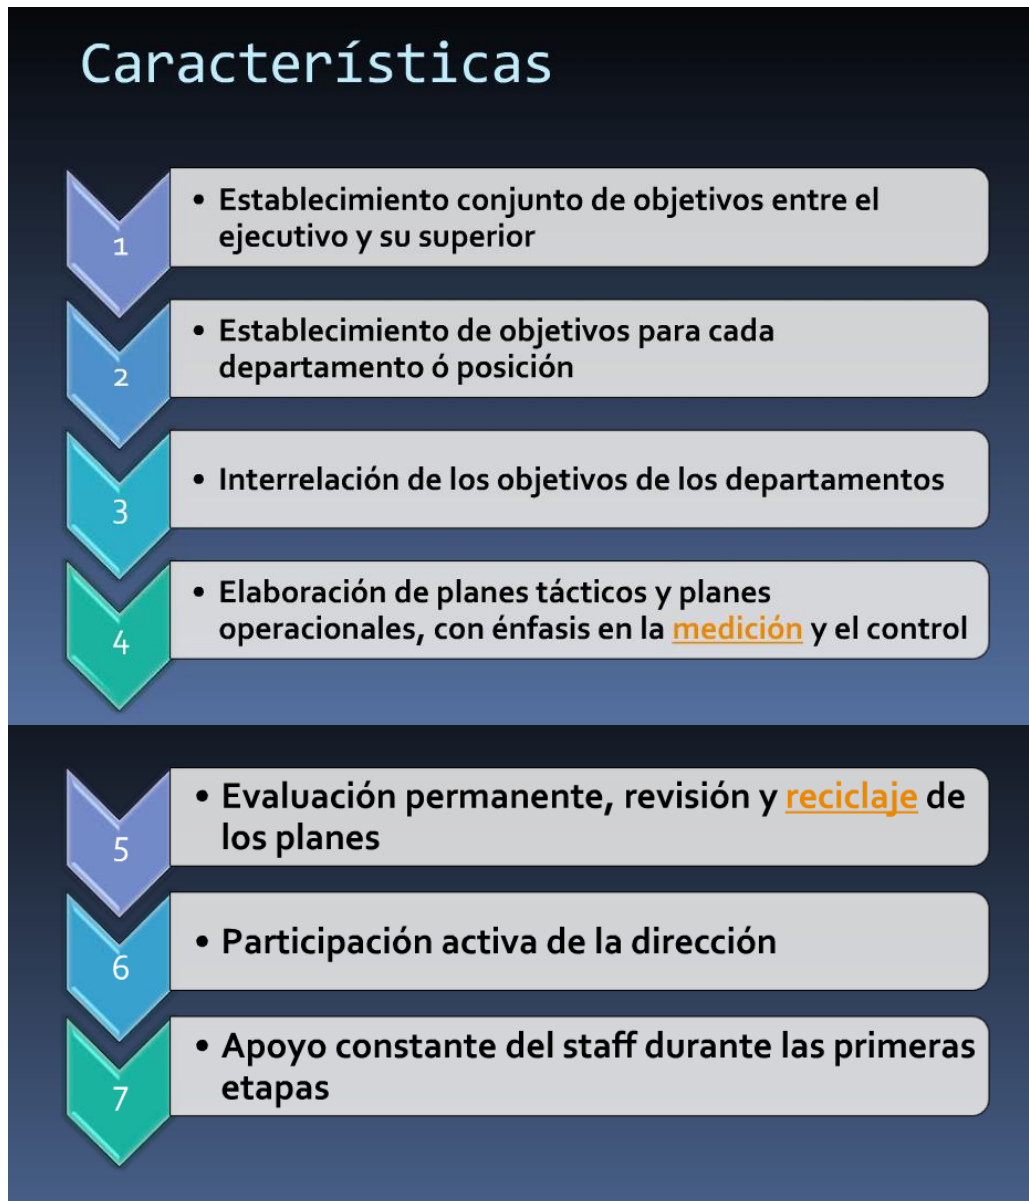 Características
1
• Establecimiento conjunto de objetivos entre el
ejecutivo y su superior
2
• Establecimiento de objetivos para cada
departamento ó posición
3
• Interrelación de los objetivos de los departamentos
4
• Elaboración de planes tácticos y planes
operacionales, con énfasis en la medición y el control
5
• Evaluación permanente, revisión y reciclaje de
los planes
6
• Participación activa de la dirección
7
• Apoyo constante del staff durante las primeras
etapas